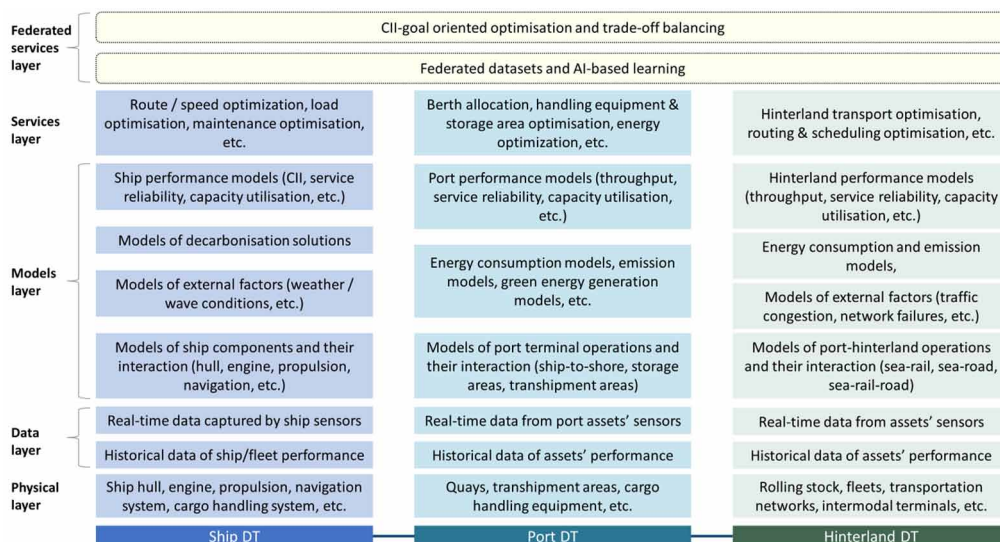 Federated
services
layer
CII-goal oriented optimisation and trade-off balancing
Federated datasets and AI-based learning
Services
layer
Route / speed optimization, load
optimisation, maintenance optimisation,
etc.
Berth allocation, handling equipment &
storage area optimisation, energy
optimization, etc.
Hinterland transport optimisation,
routing & scheduling optimisation, etc.
Models
layer
Ship performance models (CII, service
reliability, capacity utilisation, etc.)
Models of decarbonisation solutions
Models of external factors (weather /
wave conditions, etc.)
Models of ship components and their
interaction (hull, engine, propulsion,
navigation, etc.)
Port performance models (throughput,
service reliability, capacity utilisation,
etc.)
Energy consumption models, emission
models, green energy generation
models, etc.
Models of port terminal operations and
their interaction (ship-to-shore, storage
areas, transhipment areas)
Hinterland performance models
(throughput, service reliability, capacity
utilisation, etc.)
Energy consumption and emission
models,
Models of external factors (traffic
congestion, network failures, etc.)
Models of port-hinterland operations
and their interaction (sea-rail, sea-road,
sea-rail-road)
Data
layer
Real-time data captured by ship sensors
Historical data of ship/fleet performance
Real-time data from port assets’ sensors
Historical data of assets’ performance
Real-time data from assets’ sensors
Historical data of assets’ performance
Physical
layer
Ship hull, engine, propulsion, navigation
system, cargo handling system, etc.
Quays, transhipment areas, cargo
handling equipment, etc.
Rolling stock, fleets, transportation
networks, intermodal terminals, etc.
Ship DT
Port DT
Hinterland DT